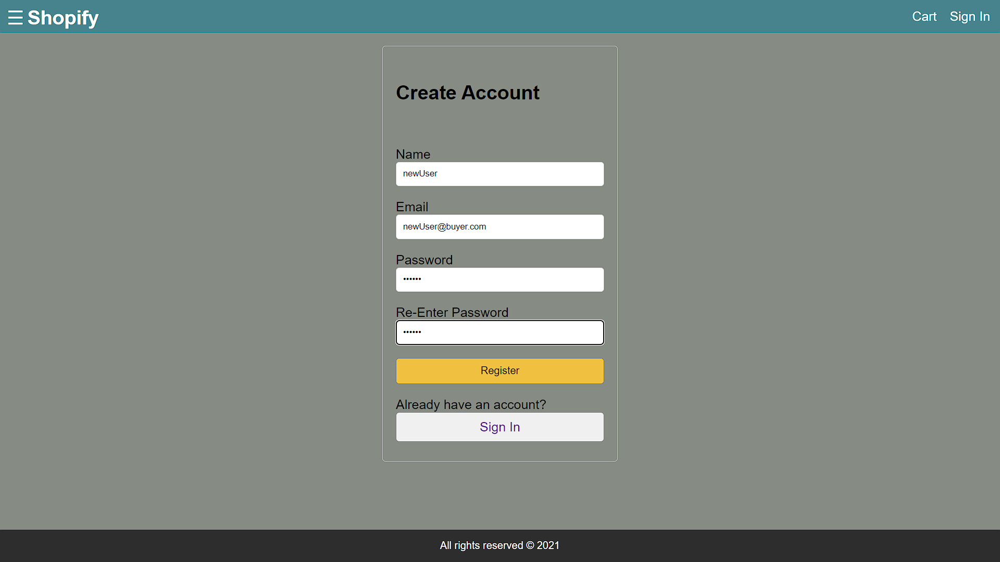 ☰ Shopify
Cart Sign In
Create Account
Name
newUser
Email
newUser@buyer.com
Password
••••••
Re-Enter Password
••••••
Register
Already have an account?
Sign In
All rights reserved © 2021